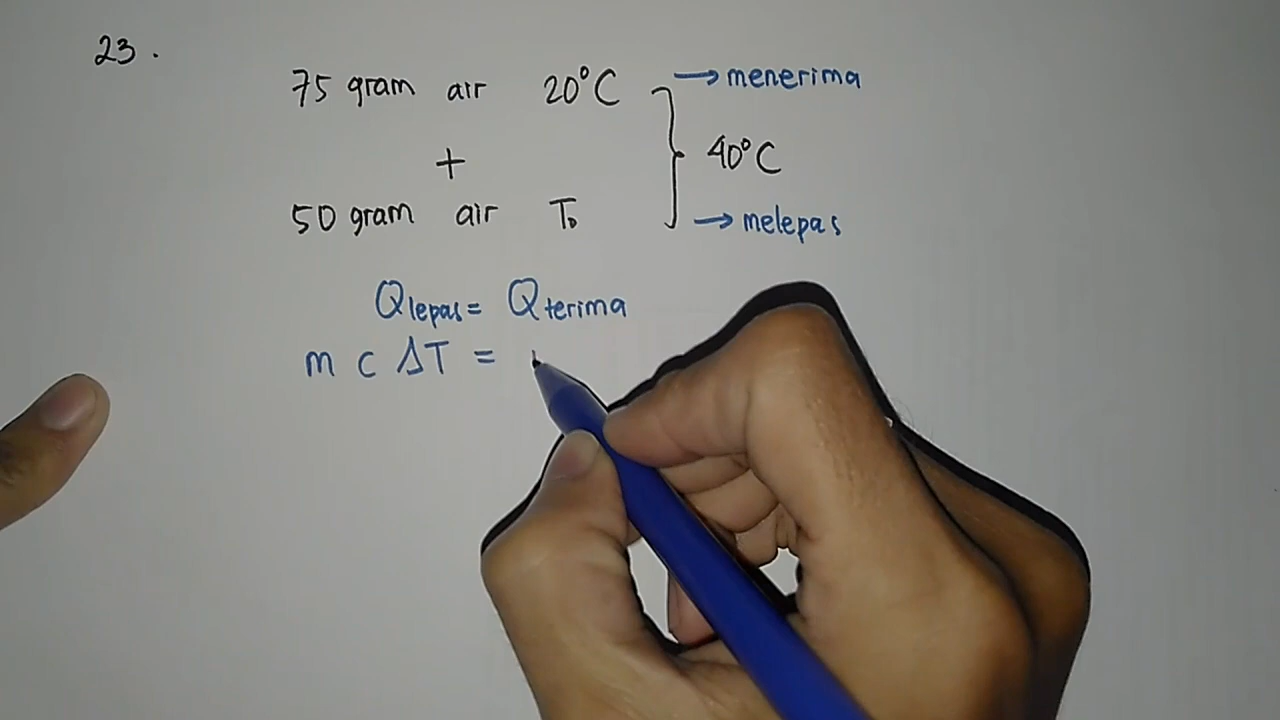 23.
75 gram air 20°C → menerima
+ 40°C
50 gram air T₀ → melepas
Qlepas = Qterima
m c ΔT =